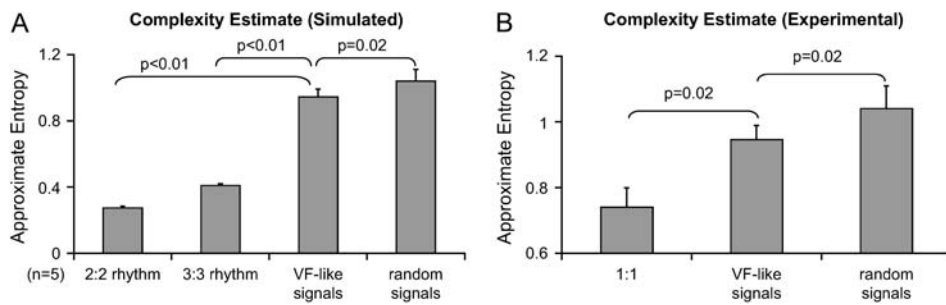 A
Complexity Estimate (Simulated)
Approximate Entropy
1.2
0.8
0.4
0
p<0.01
p<0.01
p=0.02
(n=5)
2:2 rhythm
3:3 rhythm
VF-like
signals
random
signals
B
Complexity Estimate (Experimental)
Approximate Entropy
1.2
1
0.8
0.6
p=0.02
p=0.02
1:1
VF-like
signals
random
signals